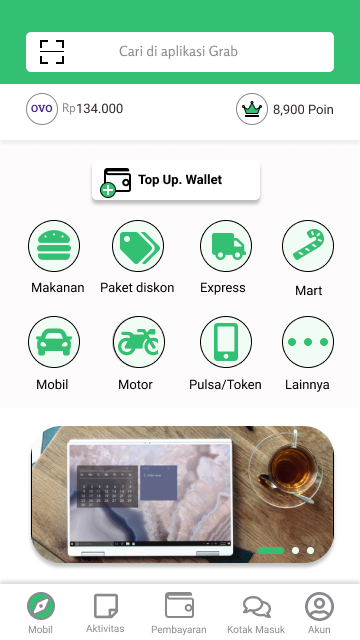 Cari di aplikasi Grab
OVO Rp134.000
8,900 Poin
Top Up. Wallet
Makanan Paket diskon Express Mart
Mobil Motor Pulsa/Token Lainnya
Mobil Aktivitas Pembayaran Kotak Masuk Akun